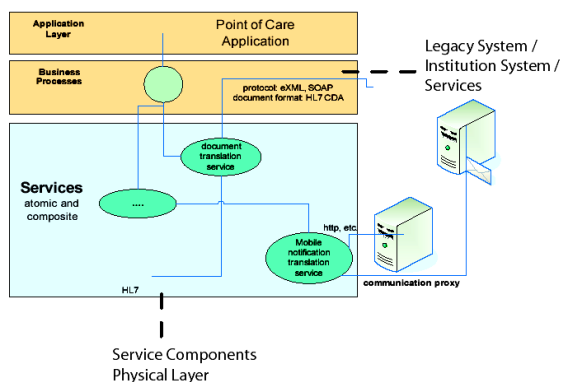 Application
Layer
Point of Care
Application
Legacy System /
Institution System /
Services
Business
Processes
protocol: eXML, SOAP
document format: HL7 CDA
document
translation
service
Services
atomic and
composite
....
http, etc.
Mobile
notification
translation
service
communication proxy
HL7
Service Components
Physical Layer